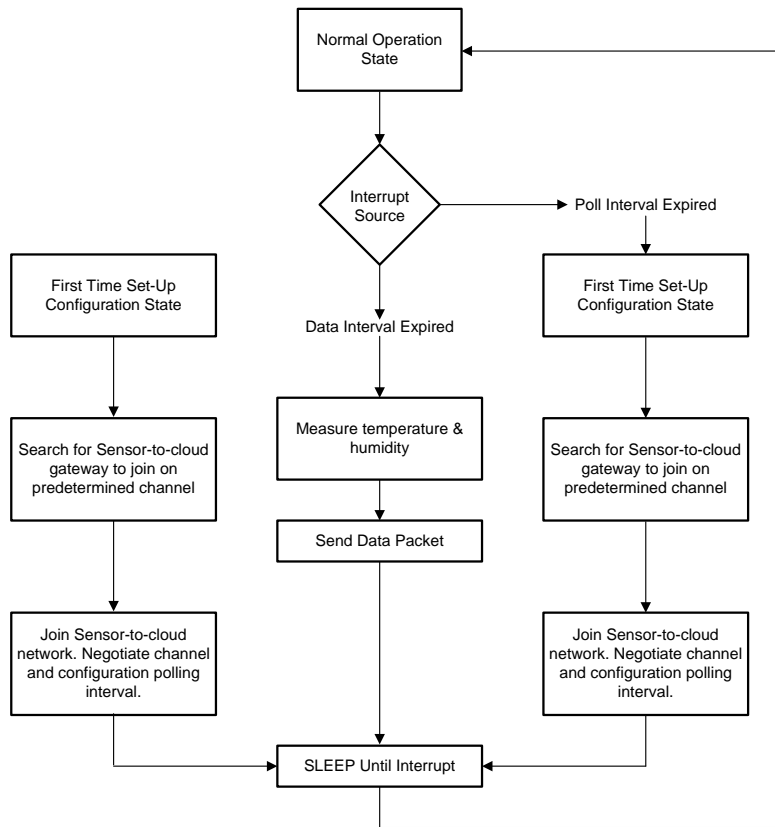 Normal Operation
State
Interrupt
Source
Poll Interval Expired
First Time Set-Up
Configuration State
First Time Set-Up
Configuration State
Data Interval Expired
Measure temperature &
humidity
Search for Sensor-to-cloud
gateway to join on
predetermined channel
Search for Sensor-to-cloud
gateway to join on
predetermined channel
Send Data Packet
Join Sensor-to-cloud
network. Negotiate channel
and configuration polling
interval.
Join Sensor-to-cloud
network. Negotiate channel
and configuration polling
interval.
SLEEP Until Interrupt